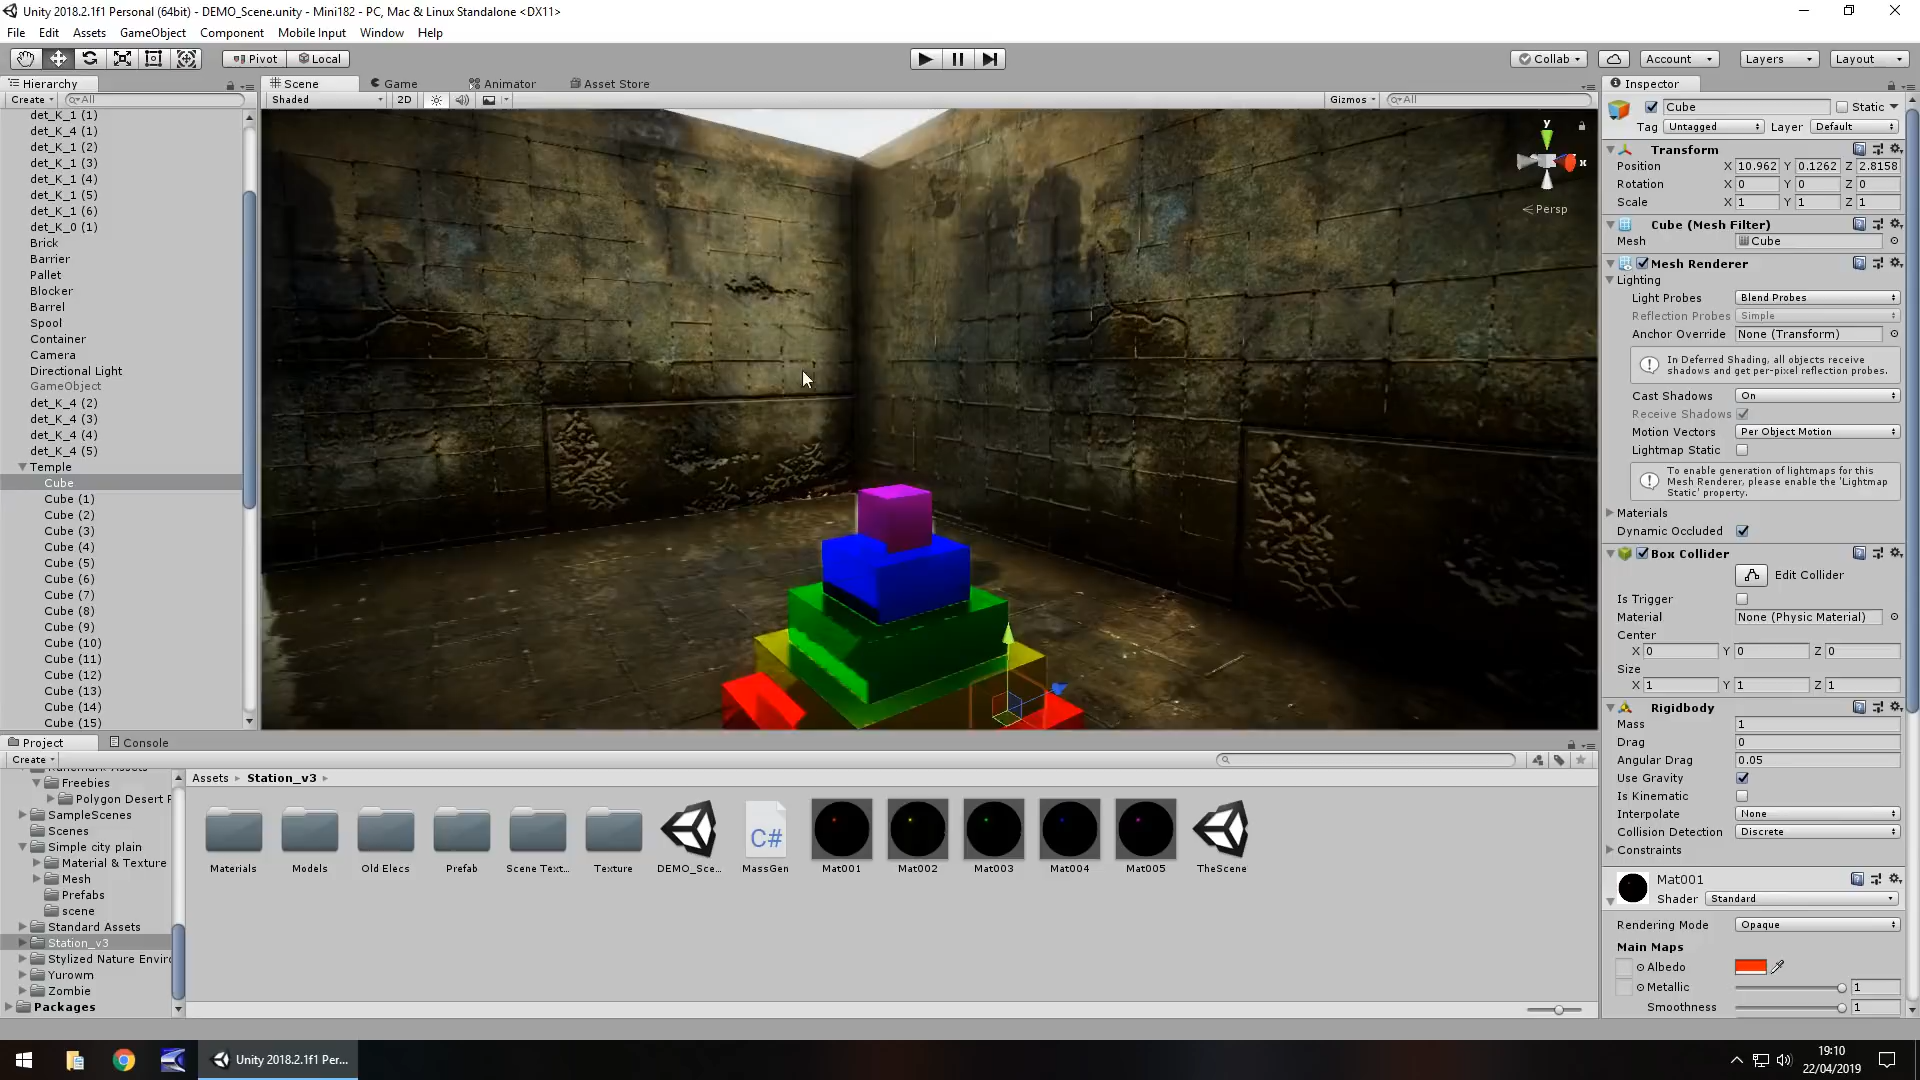 Unity 2018.2.1f1 Personal (64bit) - DEMO_Scene.unity - Mini182 - PC, Mac & Linux Standalone <DX11>
File Edit Assets GameObject Component Mobile Input Window Help
Pivot Local Collab Account Layers Layout
Hierarchy
Create All
det_K_1 (1)
det_K_4 (1)
det_K_1 (2)
det_K_1 (3)
det_K_1 (4)
det_K_1 (5)
det_K_1 (6)
det_K_0 (1)
Brick
Barrier
Pallet
Blocker
Barrel
Spool
Container
Camera
Directional Light
GameObject
det_K_4 (2)
det_K_4 (3)
det_K_4 (4)
det_K_4 (5)
Temple
Cube
Cube (1)
Cube (2)
Cube (3)
Cube (4)
Cube (5)
Cube (6)
Cube (7)
Cube (8)
Cube (9)
Cube (10)
Cube (11)
Cube (12)
Cube (13)
Cube (14)
Cube (15)
Scene Game Animator Asset Store
Shaded 2D Gizmos All
y
x
Persp
Inspector
Cube Static
Tag Untagged Layer Default
Transform
Position X 10.962 Y 0.1262 Z 2.8158
Rotation X 0 Y 0 Z 0
Scale X 1 Y 1 Z 1
Cube (Mesh Filter)
Mesh Cube
Mesh Renderer
Lighting
Light Probes Blend Probes
Reflection Probes Simple
Anchor Override None (Transform)
In Deferred Shading, all objects receive
shadows and get per-pixel reflection probes.
Cast Shadows On
Receive Shadows
Motion Vectors Per Object Motion
Lightmap Static
To enable generation of lightmaps for this
Mesh Renderer, please enable the 'Lightmap
Static' property.
Materials
Dynamic Occluded
Box Collider
Edit Collider
Is Trigger
Material None (Physic Material)
Center
X 0 Y 0 Z 0
Size
X 1 Y 1 Z 1
Rigidbody
Mass 1
Drag 0
Angular Drag 0.05
Use Gravity
Is Kinematic
Interpolate None
Collision Detection Discrete
Constraints
Mat001
Shader Standard
Rendering Mode Opaque
Main Maps
Albedo
Metallic 1
Smoothness 1
Project Console
Create
Freebies
Polygon Desert P
SampleScenes
Scenes
Simple city plain
Material & Texture
Mesh
Prefabs
scene
Standard Assets
Station_v3
Stylized Nature Enviro
Yurowm
Zombie
Packages
Assets Station_v3
C#
Materials Models Old Elecs Prefab Scene Text... Texture DEMO_Sce... MassGen Mat001 Mat002 Mat003 Mat004 Mat005 TheScene
Unity 2018.2.1f1 Per...
19:10
22/04/2019